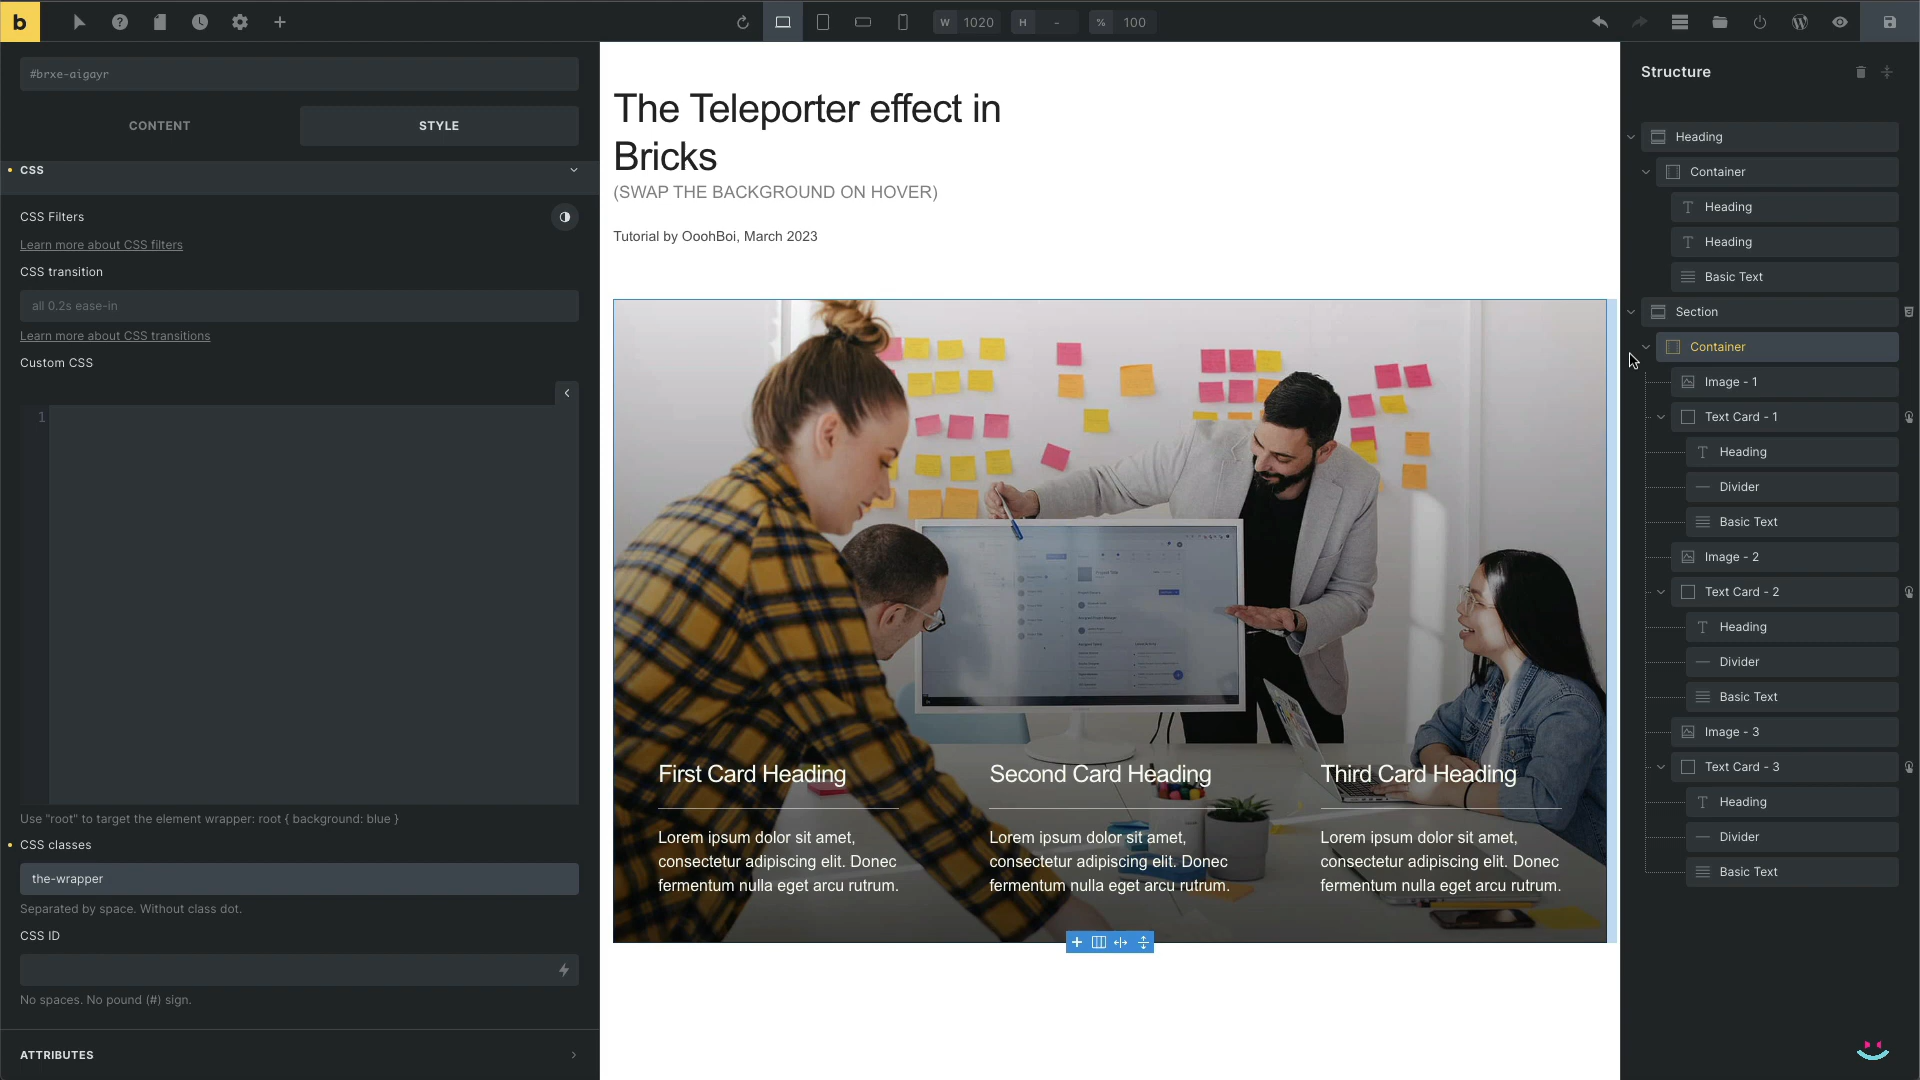 b
W 1020 H - % 100
#brxe-aigayr
CONTENT
STYLE
CSS
CSS Filters
Learn more about CSS filters
CSS transition
all 0.2s ease-in
Learn more about CSS transitions
Custom CSS
1
Use "root" to target the element wrapper: root { background: blue }
CSS classes
the-wrapper
Separated by space. Without class dot.
CSS ID
No spaces. No pound (#) sign.
ATTRIBUTES
The Teleporter effect in
Bricks
(SWAP THE BACKGROUND ON HOVER)
Tutorial by OoohBoi, March 2023
First Card Heading
Lorem ipsum dolor sit amet,
consectetur adipiscing elit. Donec
fermentum nulla eget arcu rutrum.
Second Card Heading
Lorem ipsum dolor sit amet,
consectetur adipiscing elit. Donec
fermentum nulla eget arcu rutrum.
Third Card Heading
Lorem ipsum dolor sit amet,
consectetur adipiscing elit. Donec
fermentum nulla eget arcu rutrum.
Structure
Heading
Container
Heading
Heading
Basic Text
Section
Container
Image - 1
Text Card - 1
Heading
Divider
Basic Text
Image - 2
Text Card - 2
Heading
Divider
Basic Text
Image - 3
Text Card - 3
Heading
Divider
Basic Text